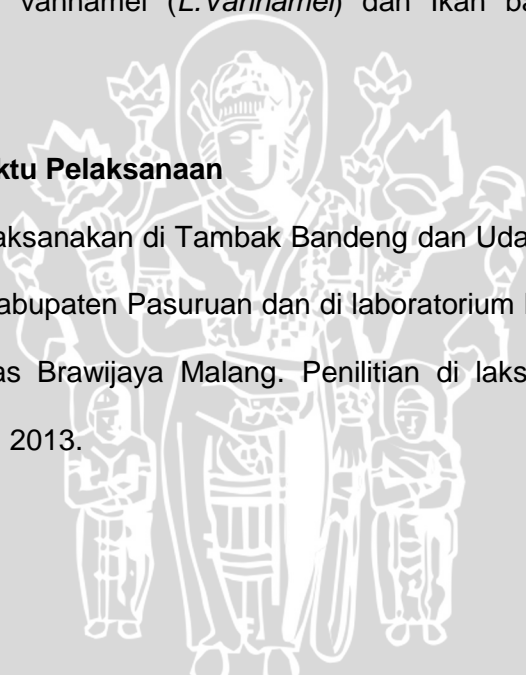 vannamei (L.Vannamei) dan Ikan ba
ktu Pelaksanaan
aksanakan di Tambak Bandeng dan Uda
abupaten Pasuruan dan di laboratorium
as Brawijaya Malang. Penilitian di laks
2013.